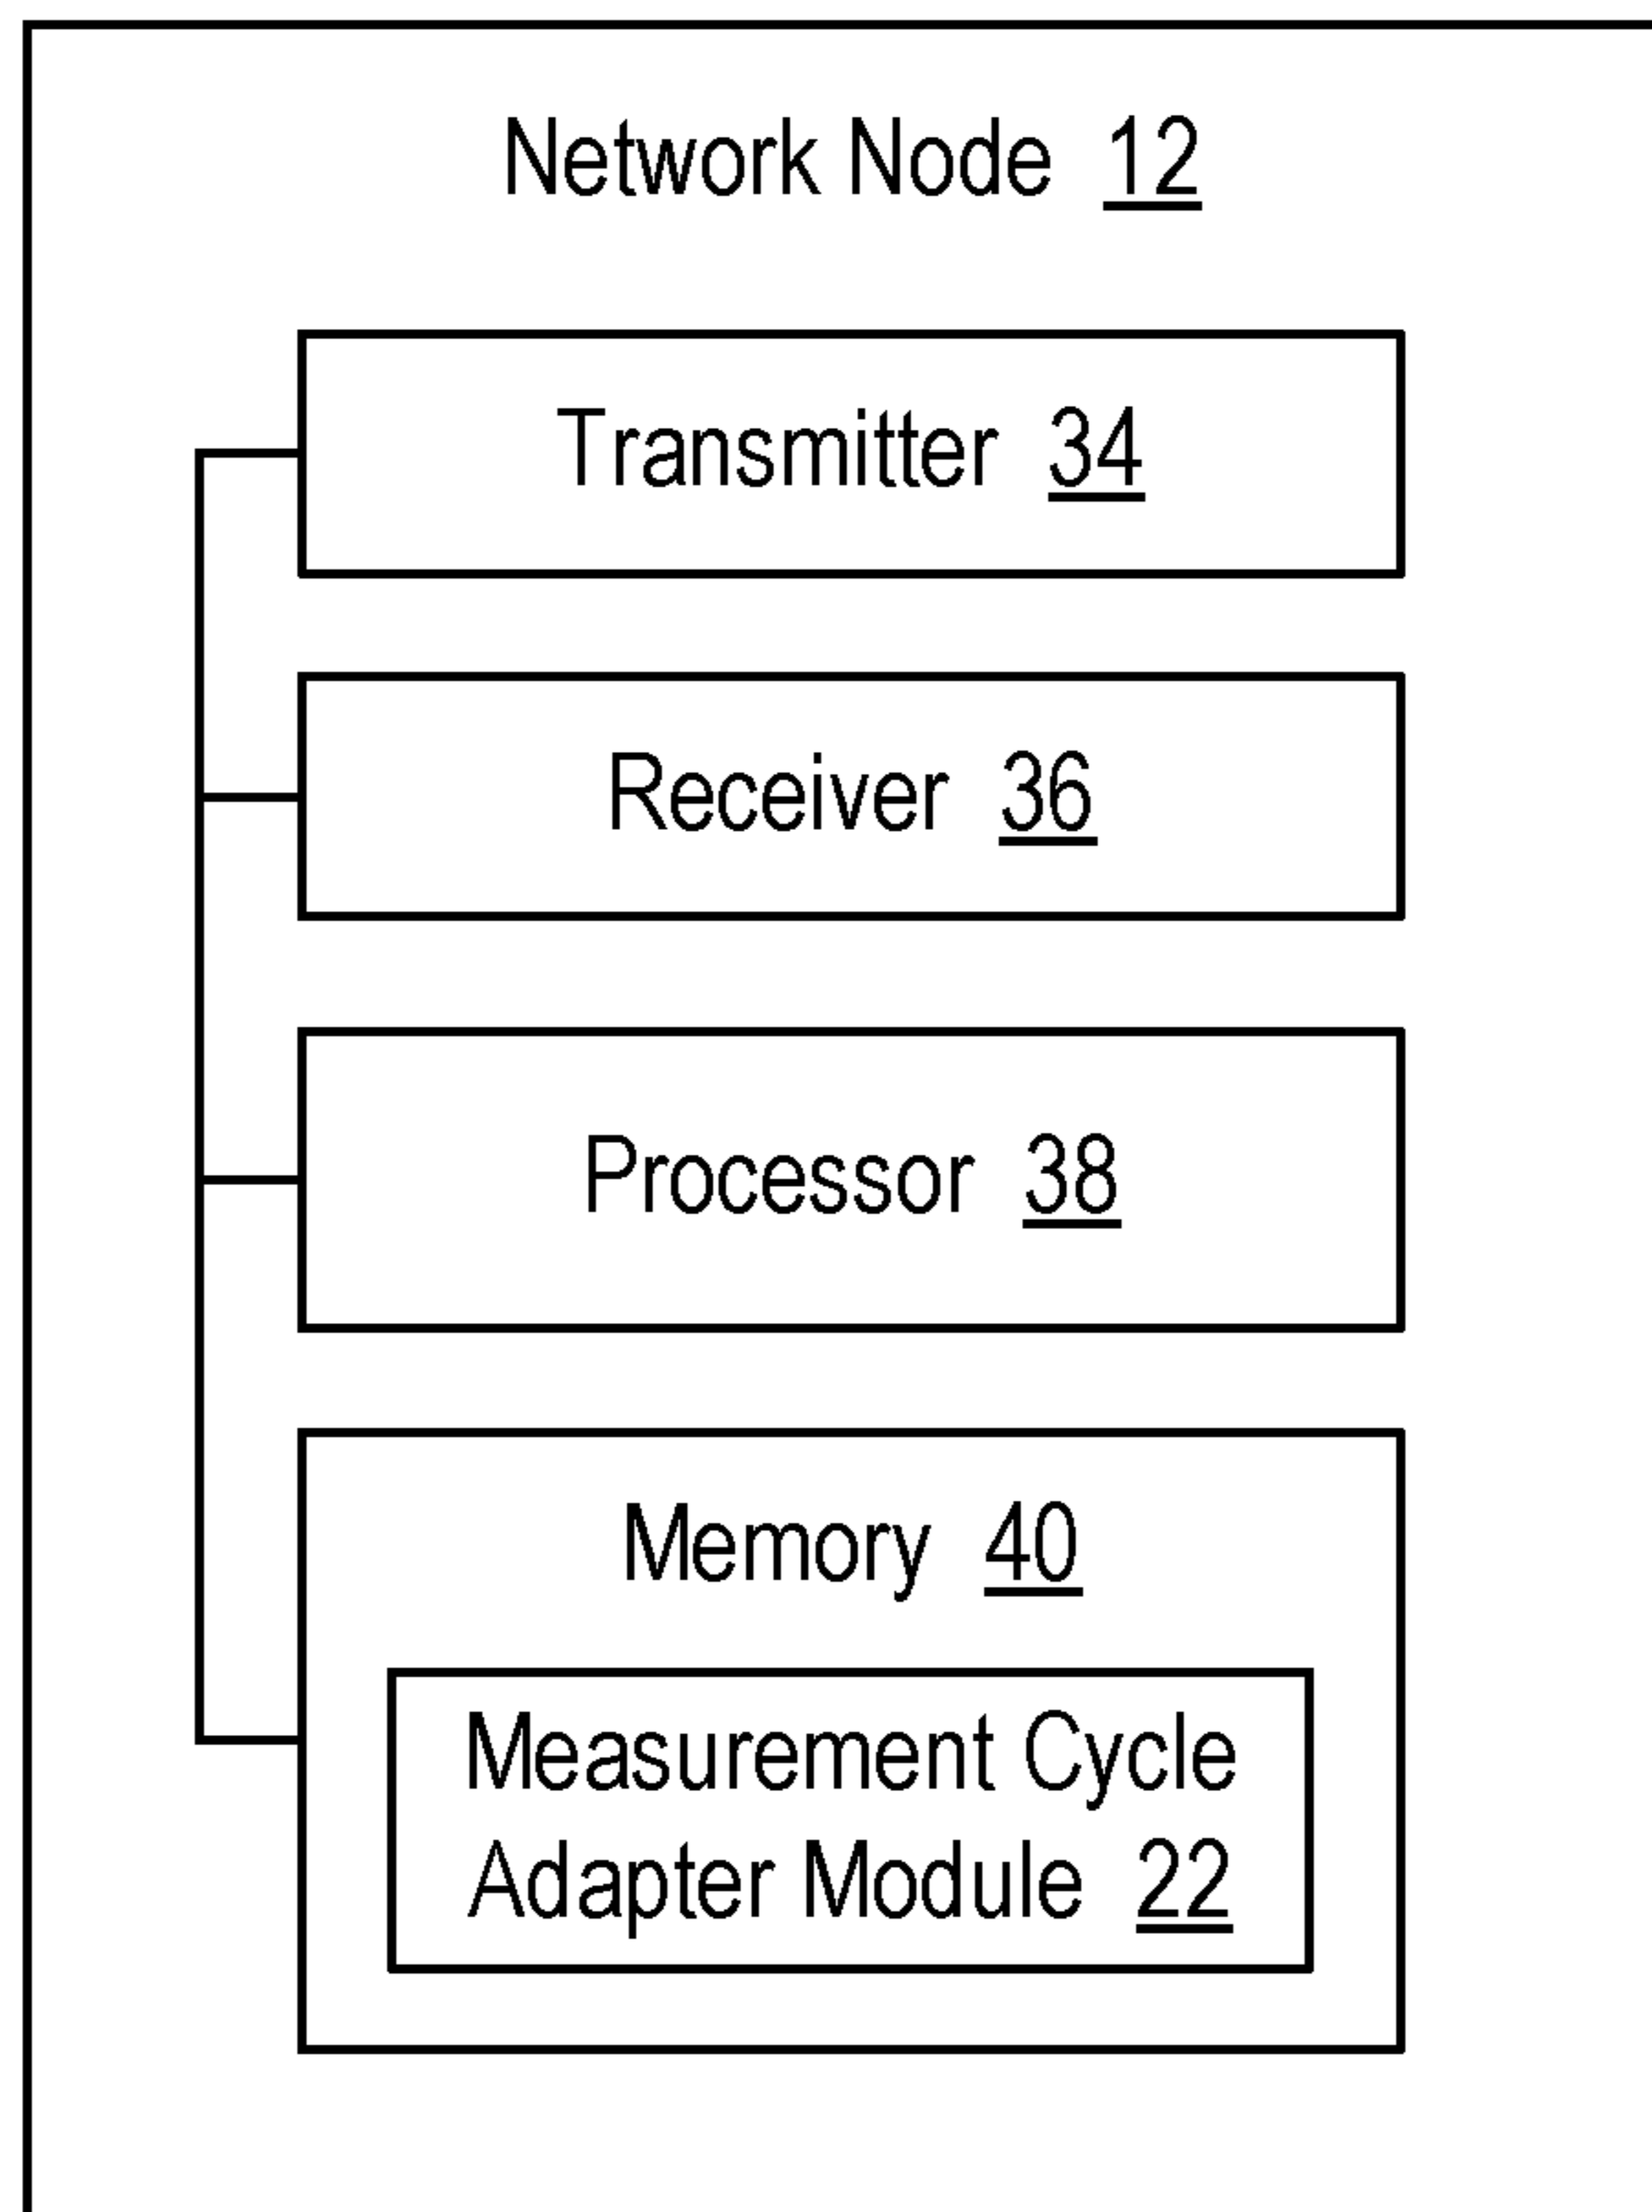 Network Node 12
Transmitter 34
Receiver 36
Processor 38
Memory 40
Measurement Cycle
Adapter Module 22